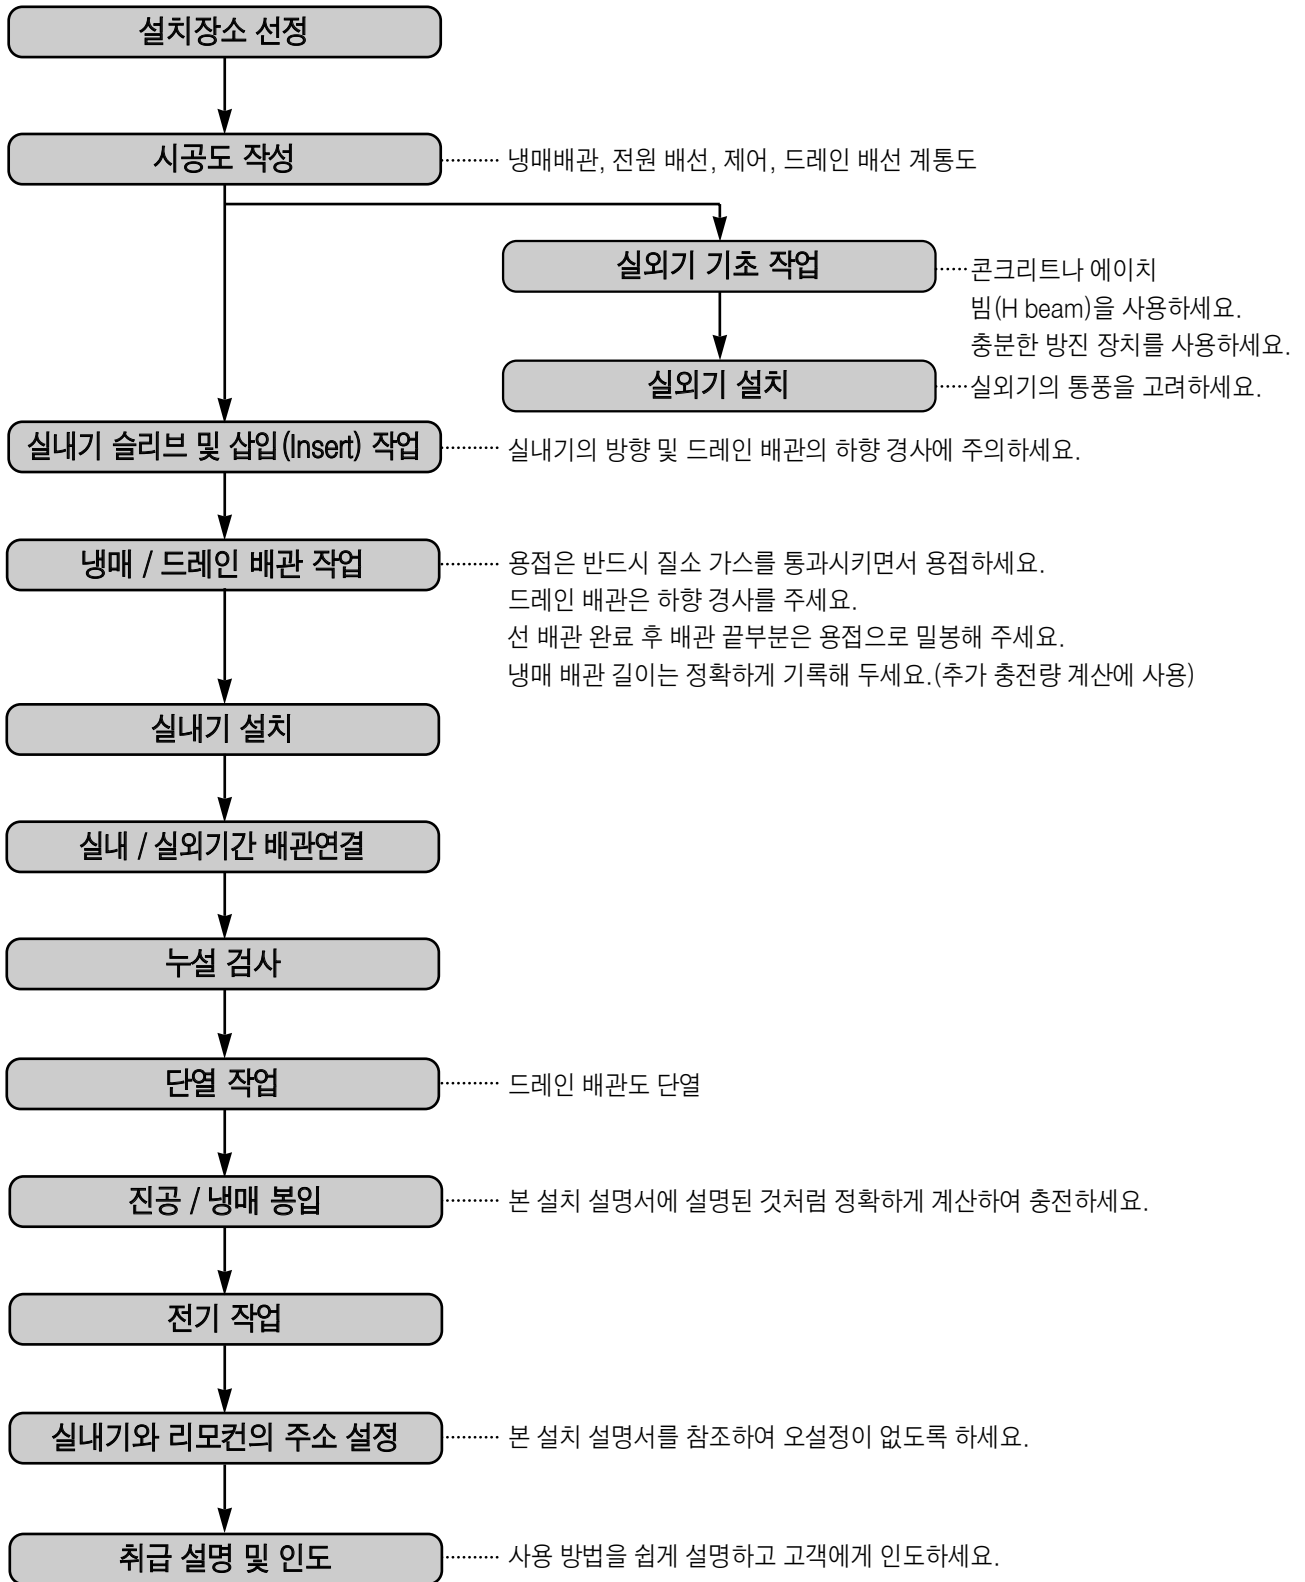 설치장소 선정
시공도 작성
냉매배관, 전원 배선, 제어, 드레인 배선 계통도
실외기 기초 작업
콘크리트나 에이치
빔(H beam)을 사용하세요.
충분한 방진 장치를 사용하세요.
실외기 설치
실외기의 통풍을 고려하세요.
실내기 슬리브 및 삽입(Insert) 작업
실내기의 방향 및 드레인 배관의 하향 경사에 주의하세요.
냉매 / 드레인 배관 작업
용접은 반드시 질소 가스를 통과시키면서 용접하세요.
드레인 배관은 하향 경사를 주세요.
선 배관 완료 후 배관 끝부분은 용접으로 밀봉해 주세요.
냉매 배관 길이는 정확하게 기록해 두세요.(추가 충전량 계산에 사용)
실내기 설치
실내 / 실외기간 배관연결
누설 검사
단열 작업
드레인 배관도 단열
진공 / 냉매 봉입
본 설치 설명서에 설명된 것처럼 정확하게 계산하여 충전하세요.
전기 작업
실내기와 리모컨의 주소 설정
본 설치 설명서를 참조하여 오설정이 없도록 하세요.
취급 설명 및 인도
사용 방법을 쉽게 설명하고 고객에게 인도하세요.